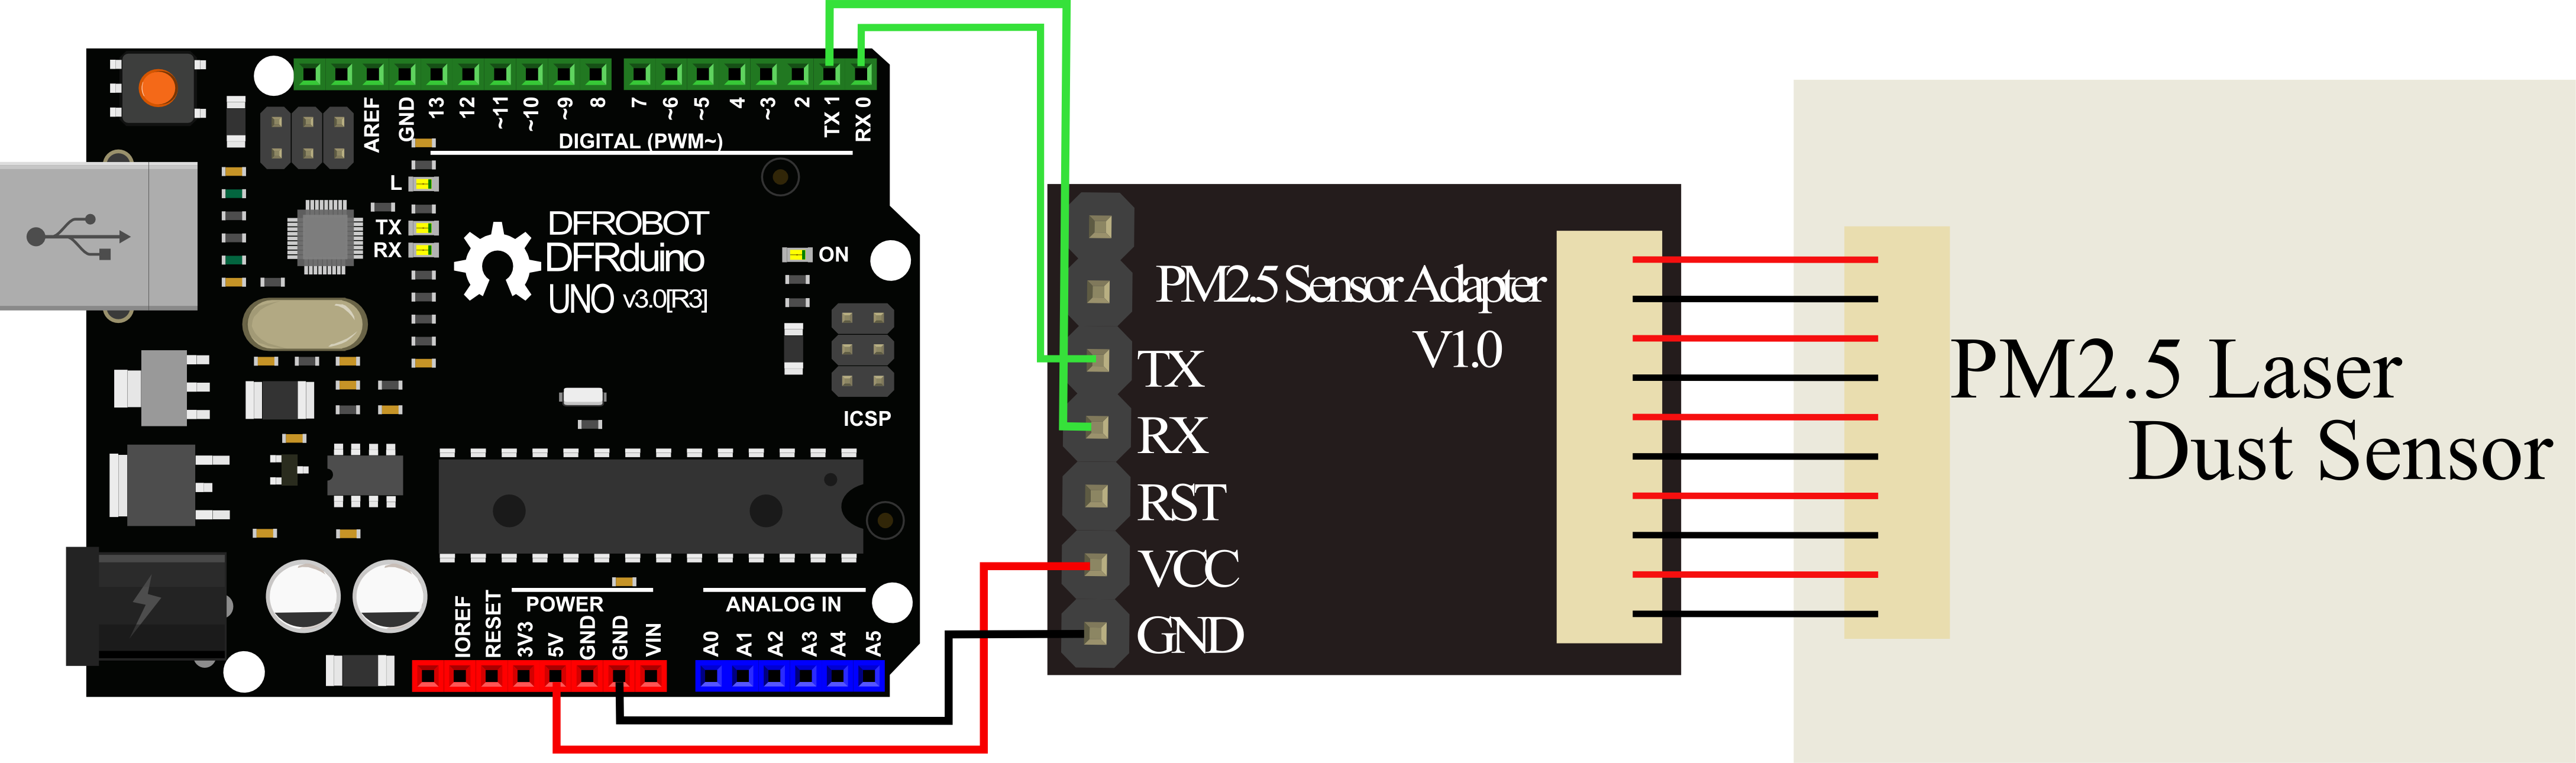 AREF
GND
13
12
~11
~10
~9
8
7
~6
~5
4
~3
2
TX 1
RX 0
DIGITAL (PWM~)
L
TX
RX
DFROBOT
DFRduino
UNO v3.0[R3]
ON
ICSP
POWER
ANALOG IN
IOREF
RESET
3V3
5V
GND
GND
VIN
A0
A1
A2
A3
A4
A5
PM2.5 Sensor Adapter
V1.0
TX
RX
RST
VCC
GND
PM2.5 Laser
Dust Sensor